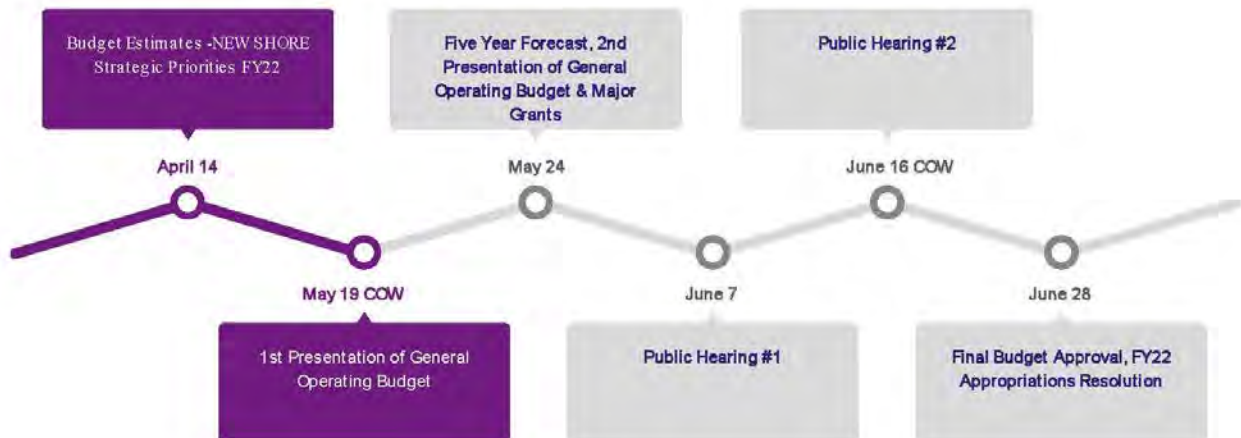 Budget Estimates -NEW SHORE
Strategic Priorities FY22
April 14
May 19 COW
1st Presentation of General
Operating Budget
Five Year Forecast, 2nd
Presentation of General
Operating Budget & Major
Grants
May 24
June 7
Public Hearing #1
Public Hearing #2
June 16 COW
June 28
Final Budget Approval, FY22
Appropriations Resolution